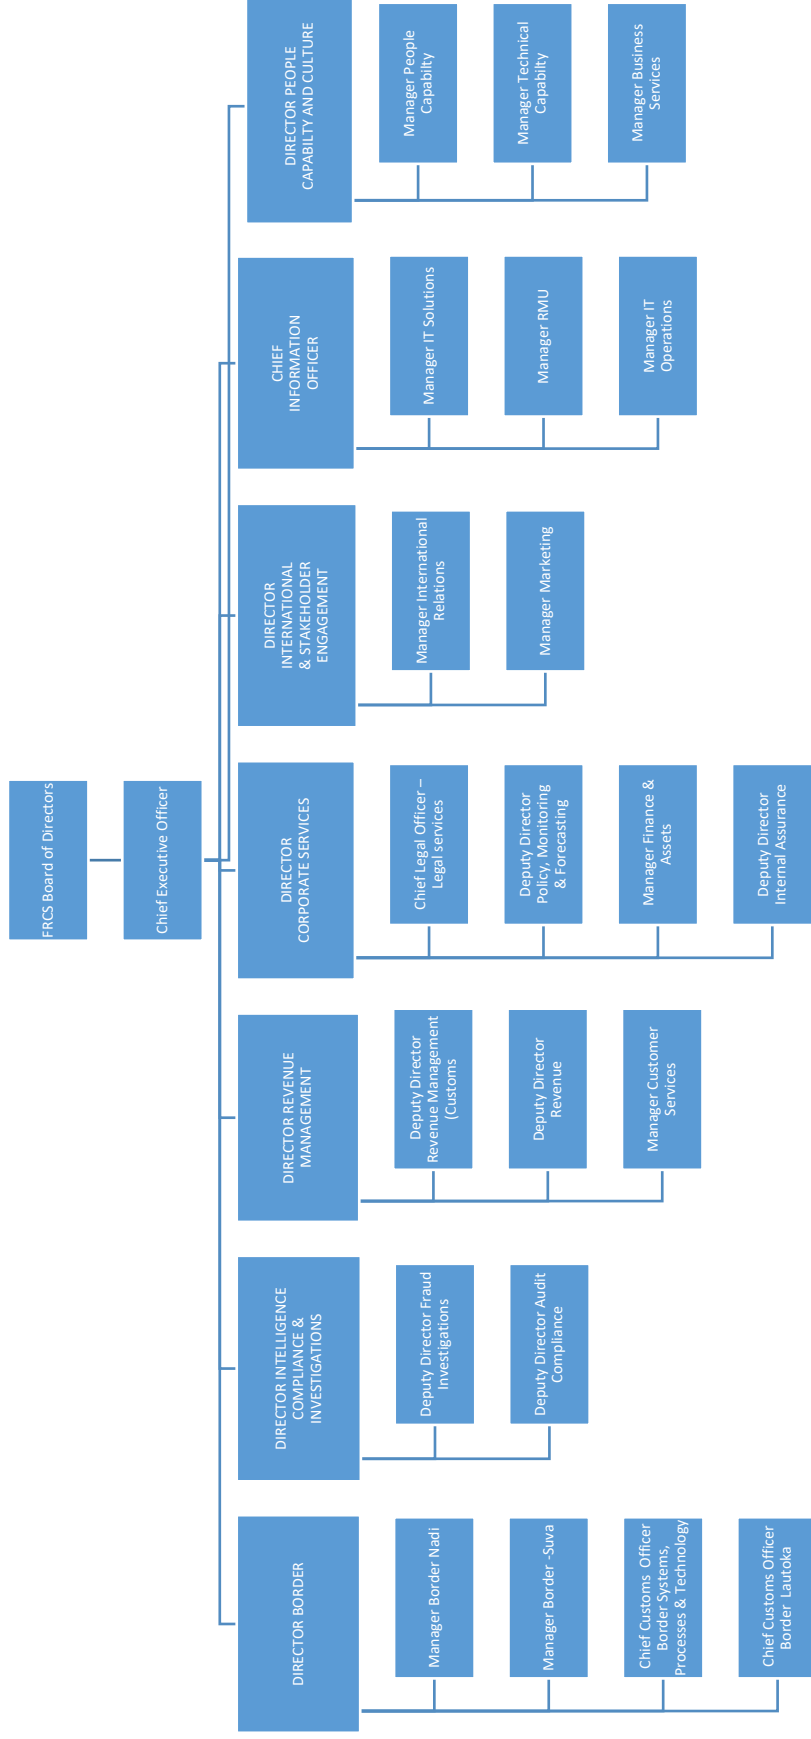 FRCS Board of Directors
Chief Executive Officer
DIRECTOR BORDER
Manager Border Nadi
Manager Border -Suva
Chief Customs Officer
Border Systems,
Processes & Technology
Chief Customs Officer
Border Lautoka
DIRECTOR INTELLIGENCE
COMPLIANCE &
INVESTIGATIONS
Deputy Director Fraud
Investigations
Deputy Director Audit
Compliance
DIRECTOR REVENUE
MANAGEMENT
Deputy Director
Revenue Management
(Customs
Deputy Director
Revenue
Manager Customer
Services
DIRECTOR
CORPORATE SERVICES
Chief Legal Officer –
Legal services
Deputy Director
Policy, Monitoring
& Forecasting
Manager Finance &
Assets
Deputy Director
Internal Assurance
DIRECTOR
INTERNATIONAL
& STAKEHOLDER
ENGAGEMENT
Manager International
Relations
Manager Marketing
CHIEF
INFORMATION
OFFICER
Manager IT Solutions
Manager RMU
Manager IT
Operations
DIRECTOR PEOPLE
CAPABILTY AND CULTURE
Manager People
Capabilty
Manager Technical
Capabilty
Manager Business
Services